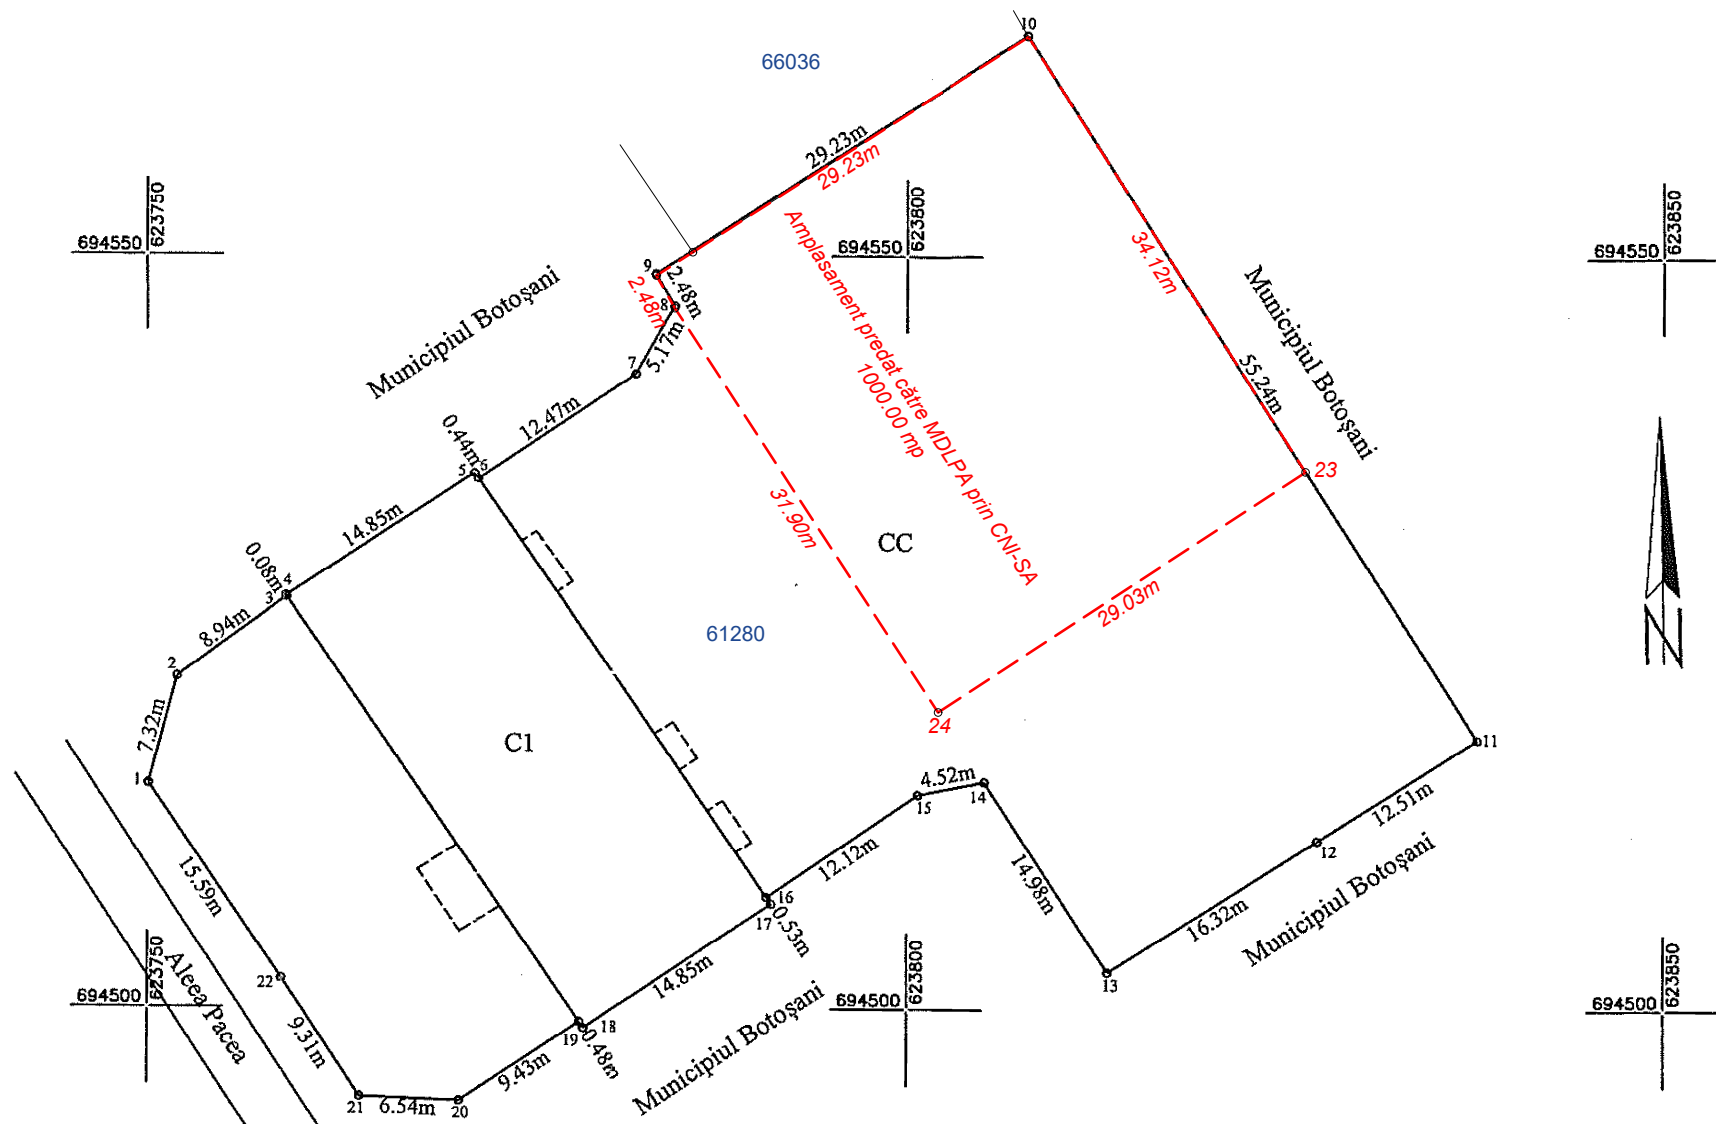 10
66036
29.23m
29.23m
623750
694550
623800
694550
623850
694550
Amplasament predat către MDLPA prin CNI-SA
1000.00 mp
34.12m
55.24m
Municipiul Botoşani
9
2.48m
2.48m
8
5.17m
7
Municipiul Botoşani
12.47m
0.44m
5
6
14.85m
23
31.90m
CC
0.08m
4
3
8.94m
2
61280
29.03m
24
7.32m
1
C1
11
12.51m
12
4.52m
15
14
14.98m
16.32m
Municipiul Botoşani
13
12.12m
16
17
0.53m
14.85m
15.59m
22
9.31m
Aleea Pacea
623750
694500
623800
694500
623850
694500
18
19
0.48m
9.43m
Municipiul Botoşani
21
6.54m
20
N